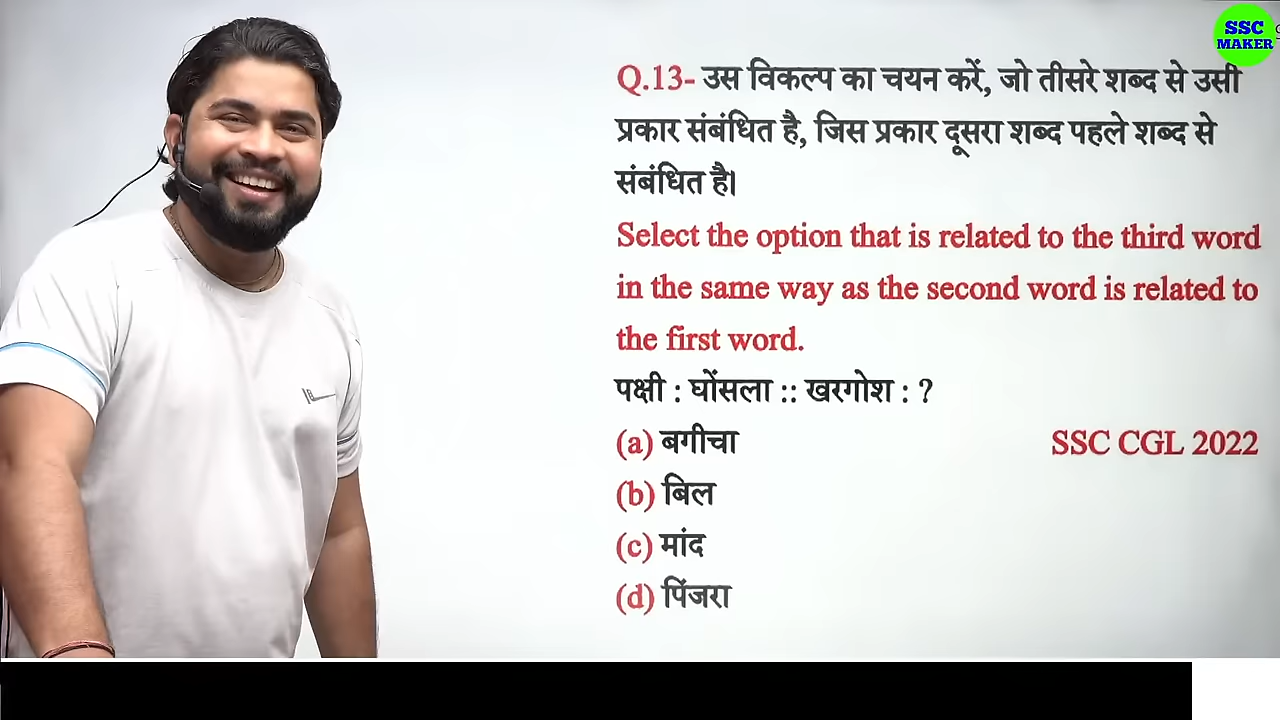 SSC
MAKER
Q.13- उस विकल्प का चयन करें, जो तीसरे शब्द से उसी
प्रकार संबंधित है, जिस प्रकार दूसरा शब्द पहले शब्द से
संबंधित है।
Select the option that is related to the third word
in the same way as the second word is related to
the first word.
पक्षी : घोंसला :: खरगोश : ?
(a) बगीचा SSC CGL 2022
(b) बिल
(c) मांद
(d) पिंजरा